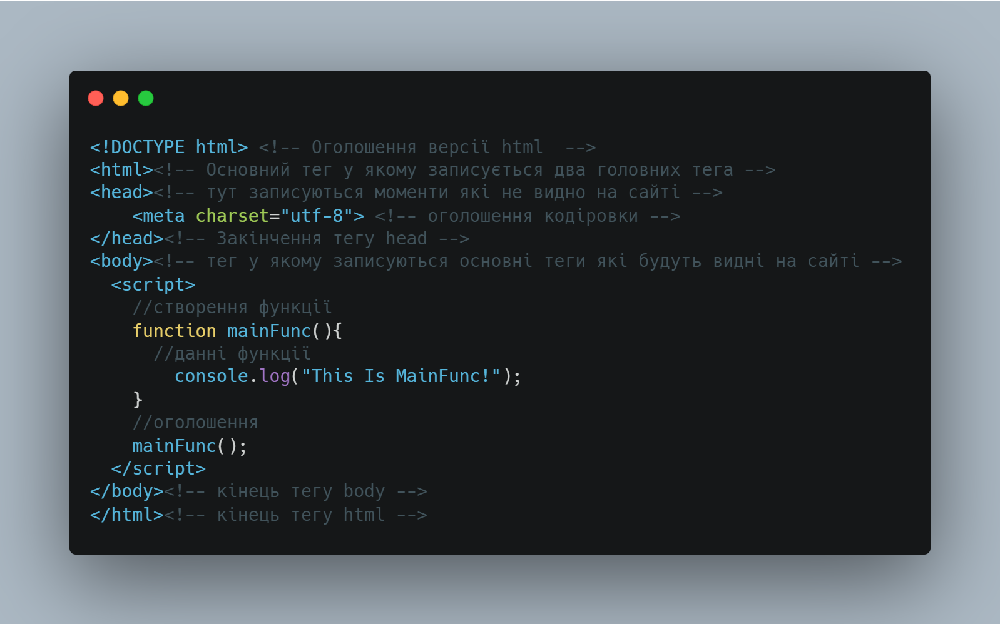 <!DOCTYPE html> <!-- Оголошення версії html  -->
<html><!-- Основний тег у якому записується два головних тега -->
<head><!-- тут записуються моменти які не видно на сайті -->
    <meta charset="utf-8"> <!-- оголошення кодіровки -->
</head><!-- Закінчення тегу head -->
<body><!-- тег у якому записуються основні теги які будуть видні на сайті -->
  <script>
    //створення функції
    function mainFunc(){
      //данні функції
        console.log("This Is MainFunc!");
    }
    //оголошення
    mainFunc();
  </script>
</body><!-- кінець тегу body -->
</html><!-- кінець тегу html -->